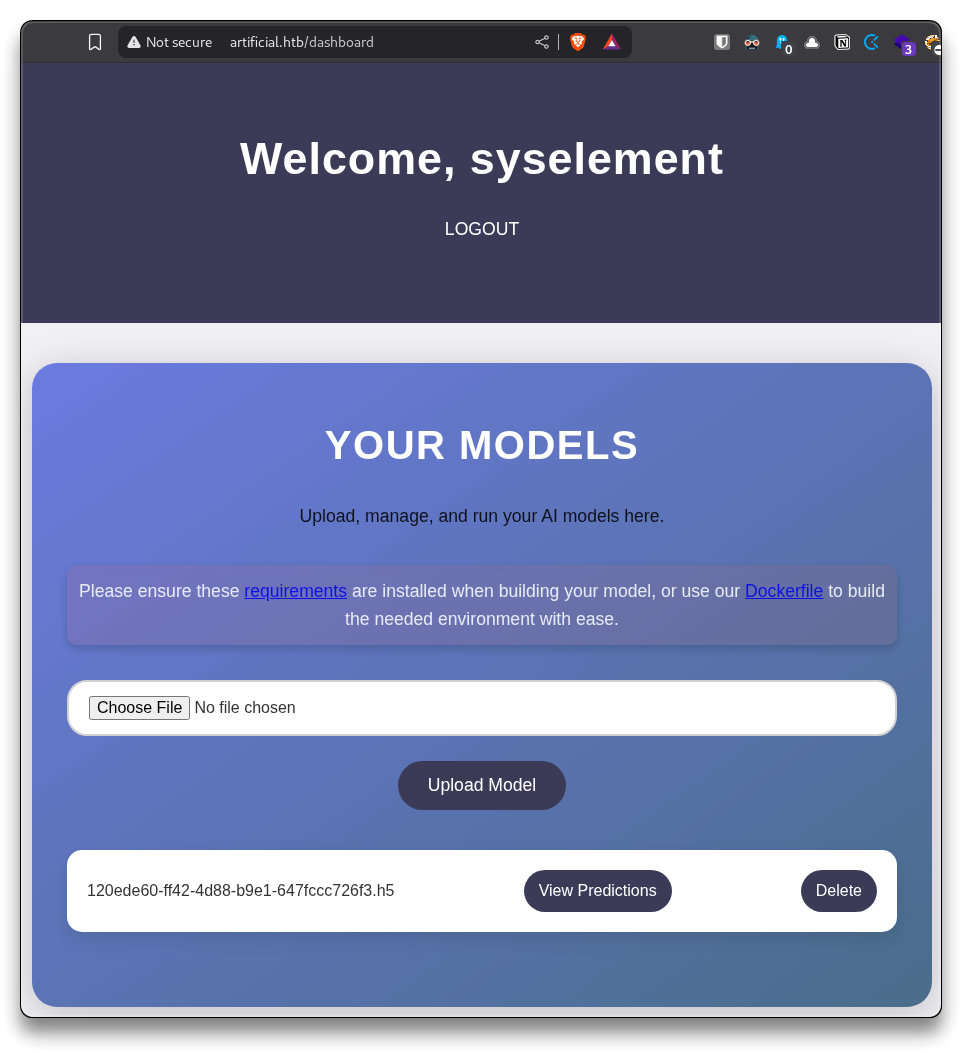 Not secure artificial.htb/dashboard
0
3
Welcome, syselement
LOGOUT
YOUR MODELS
Upload, manage, and run your AI models here.
Please ensure these requirements are installed when building your model, or use our Dockerfile to build
the needed environment with ease.
Choose File No file chosen
Upload Model
120ede60-ff42-4d88-b9e1-647fccc726f3.h5 View Predictions Delete